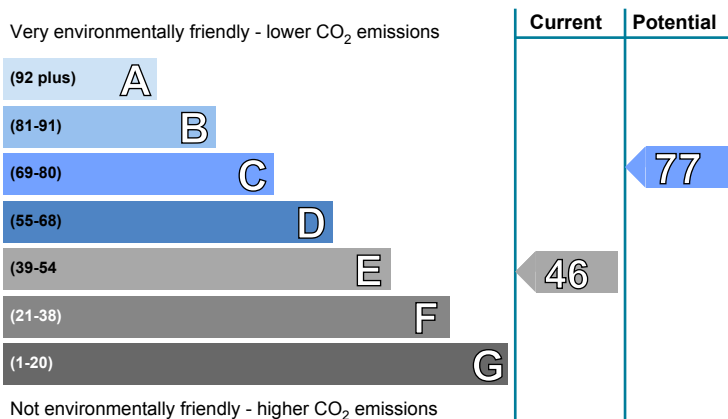 Current Potential
Very environmentally friendly - lower CO2 emissions
(92 plus) A
(81-91) B
(69-80) C
77
(55-68) D
(39-54 E
46
(21-38) F
(1-20) G
Not environmentally friendly - higher CO2 emissions